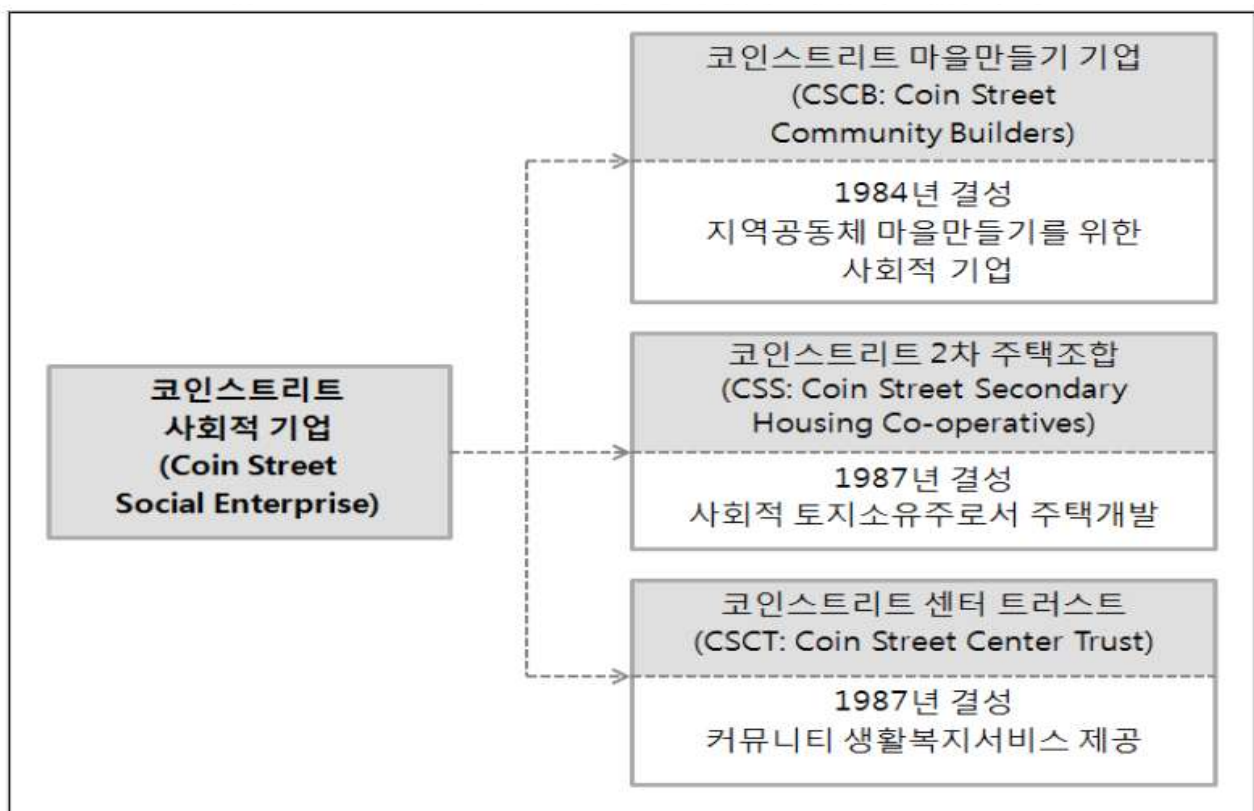 코인스트리트
사회적 기업
(Coin Street
Social Enterprise)
코인스트리트 마을만들기 기업
(CSCB: Coin Street
Community Builders)
1984년 결성
지역공동체 마을만들기를 위한
사회적 기업
코인스트리트 2차 주택조합
(CSS: Coin Street Secondary
Housing Co-operatives)
1987년 결성
사회적 토지소유주로서 주택개발
코인스트리트 센터 트러스트
(CSCT: Coin Street Center Trust)
1987년 결성
커뮤니티 생활복지서비스 제공